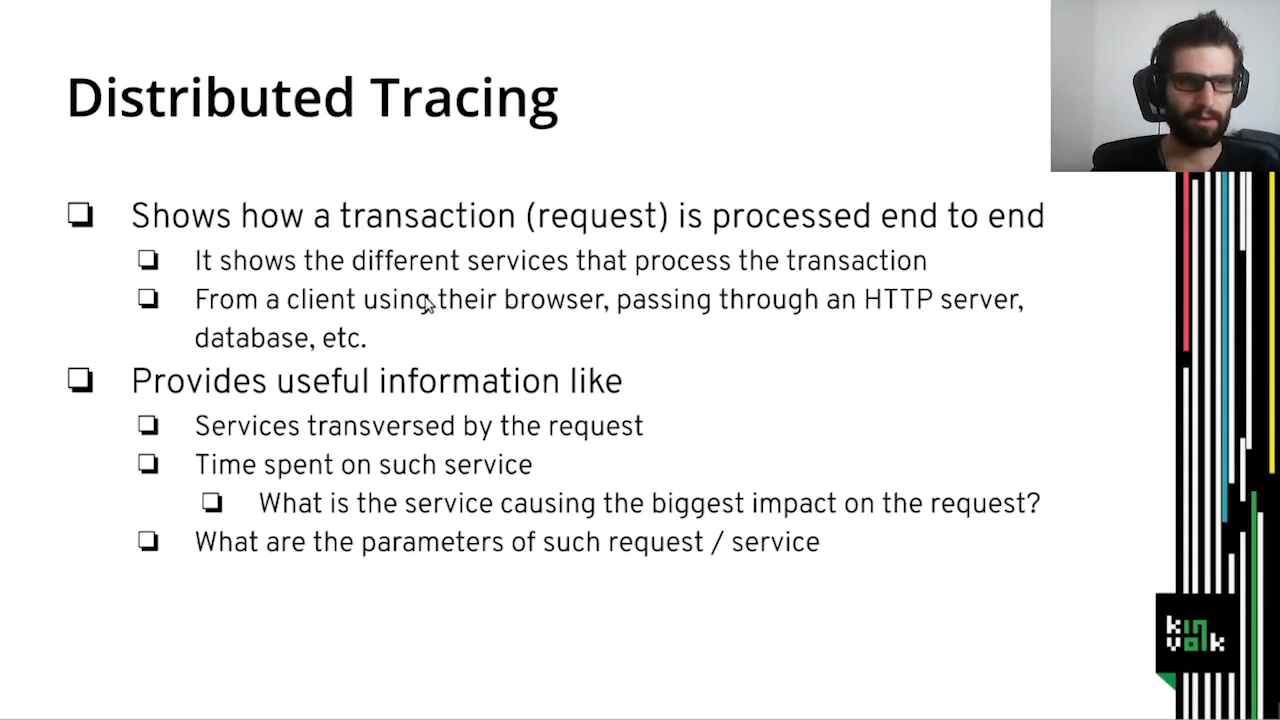 Distributed Tracing
Shows how a transaction (request) is processed end to end
It shows the different services that process the transaction
From a client using their browser, passing through an HTTP server,
database, etc.
Provides useful information like
Services transversed by the request
Time spent on such service
What is the service causing the biggest impact on the request?
What are the parameters of such request / service
kin
volk